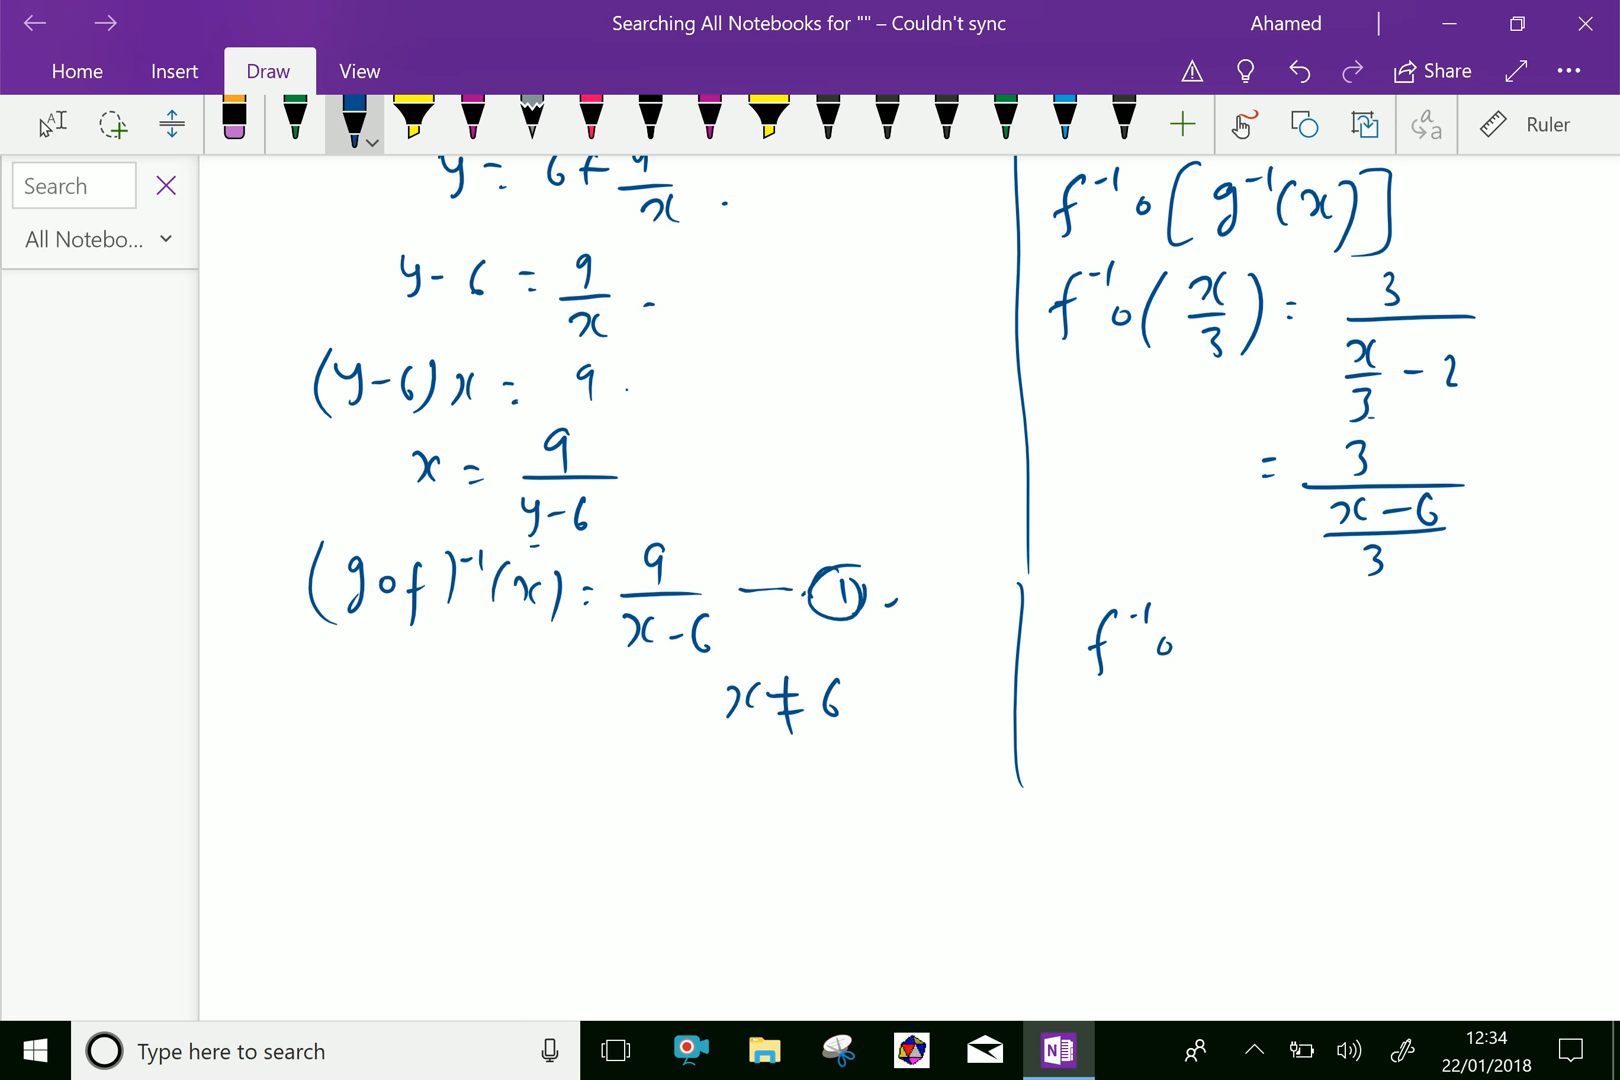 Searching All Notebooks for "" – Couldn't sync
Ahamed
Home Insert Draw View
Share
Ruler
Search
All Notebo...
y = 6 + 9/x .
y - 6 = 9/x -
(y-6)x = 9 .
x = 9/(y-6)
(gof)⁻¹(x) = 9/(x-6) — ① .
x ≠ 6
f⁻¹o[g⁻¹(x)]
f⁻¹o(x/3) = 3/(x/3 - 2)
= 3/((x-6)/3)
f⁻¹o
Type here to search
12:34
22/01/2018